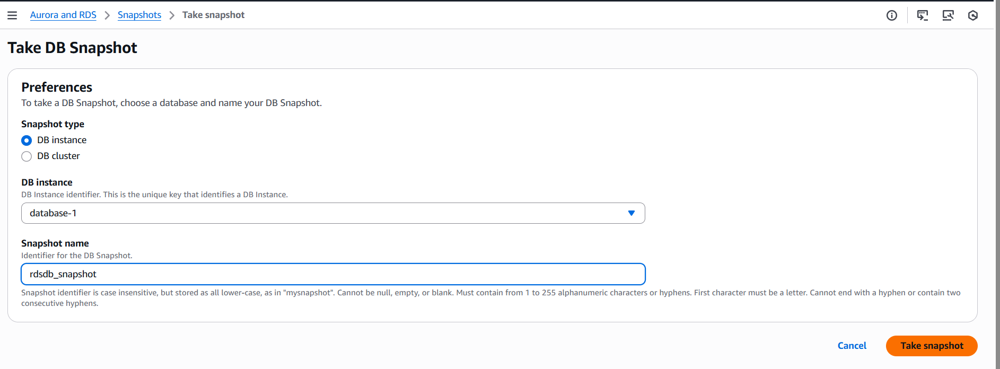 Aurora and RDS > Snapshots > Take snapshot
Take DB Snapshot
Preferences
To take a DB Snapshot, choose a database and name your DB Snapshot.
Snapshot type
DB instance
DB cluster
DB instance
DB Instance identifier. This is the unique key that identifies a DB Instance.
database-1
Snapshot name
Identifier for the DB Snapshot.
rdsdb_snapshot
Snapshot identifier is case insensitive, but stored as all lower-case, as in "mysnapshot". Cannot be null, empty, or blank. Must contain from 1 to 255 alphanumeric characters or hyphens. First character must be a letter. Cannot end with a hyphen or contain two
consecutive hyphens.
Cancel
Take snapshot